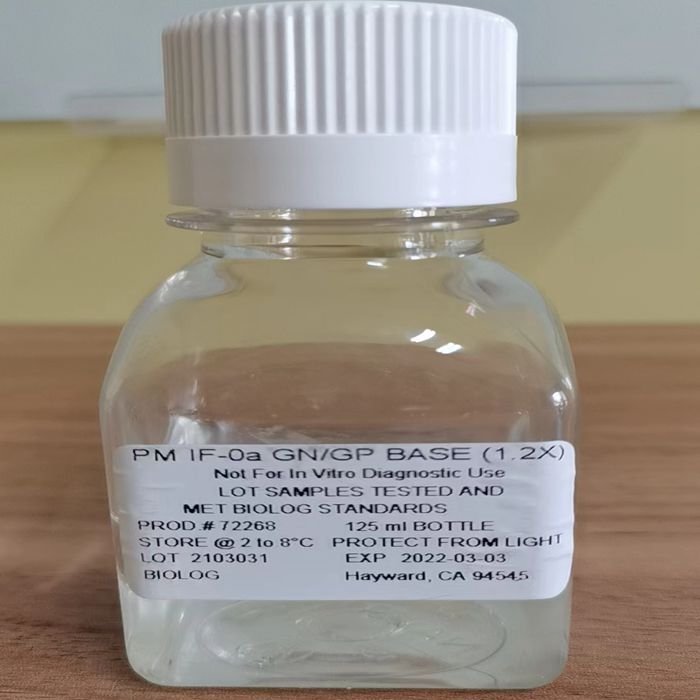 PM IF-0a GN/GP BASE (1.2X)
Not For In Vitro Diagnostic Use
LOT SAMPLES TESTED AND
MET BIOLOG STANDARDS
PROD.# 72268 125 ml BOTTLE
STORE @ 2 to 8°C PROTECT FROM LIGHT
LOT 2103031 EXP 2022-03-03
BIOLOG Hayward, CA 94545